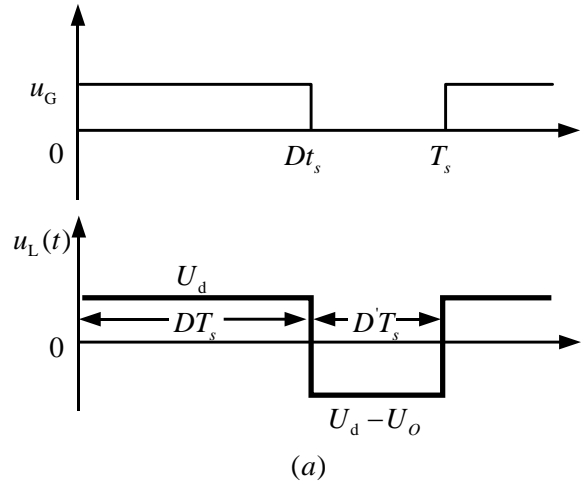 u_G
0
Dt_s
T_s
u_L(t)
U_d
DT_s
D'T_s
0
U_d - U_O
(a)